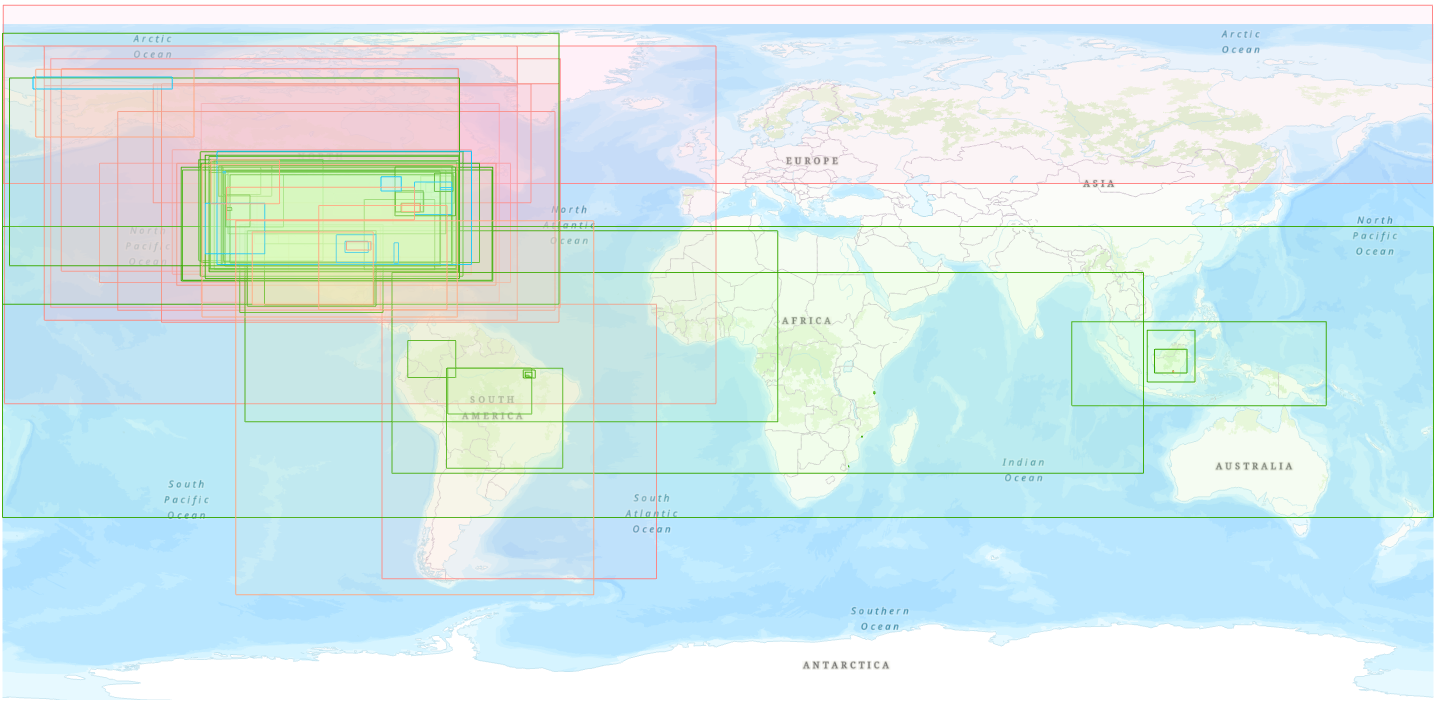 Arctic
Ocean
Arctic
Ocean
EUROPE
ASIA
North
Atlantic
Ocean
North
Pacific
Ocean
North
Pacific
Ocean
AFRICA
SOUTH
AMERICA
South
Pacific
Ocean
South
Atlantic
Ocean
Indian
Ocean
AUSTRALIA
Southern
Ocean
ANTARCTICA